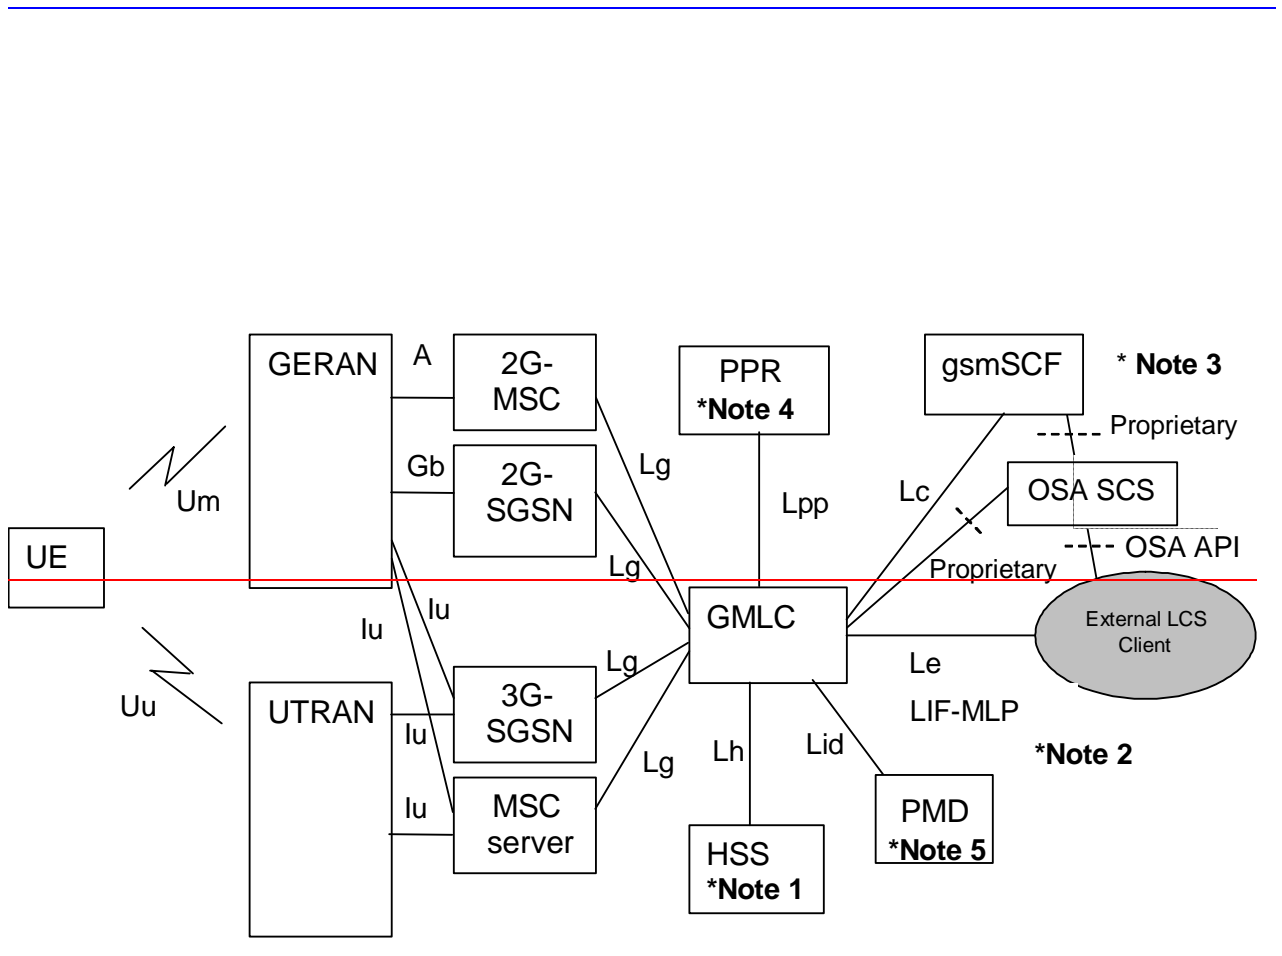 GERAN
A
2G-
MSC
PPR
*Note 4
gsmSCF
* Note 3
Proprietary
Gb
2G-
SGSN
Lg
Um
Lpp
Lc
OSA SCS
OSA API
UE
Lg
Proprietary
Iu
Iu
GMLC
External LCS
Client
Uu
UTRAN
Iu
3G-
SGSN
Lg
Le
LIF-MLP
*Note 2
Iu
MSC
server
Lg
Lh
Lid
PMD
*Note 5
HSS
*Note 1